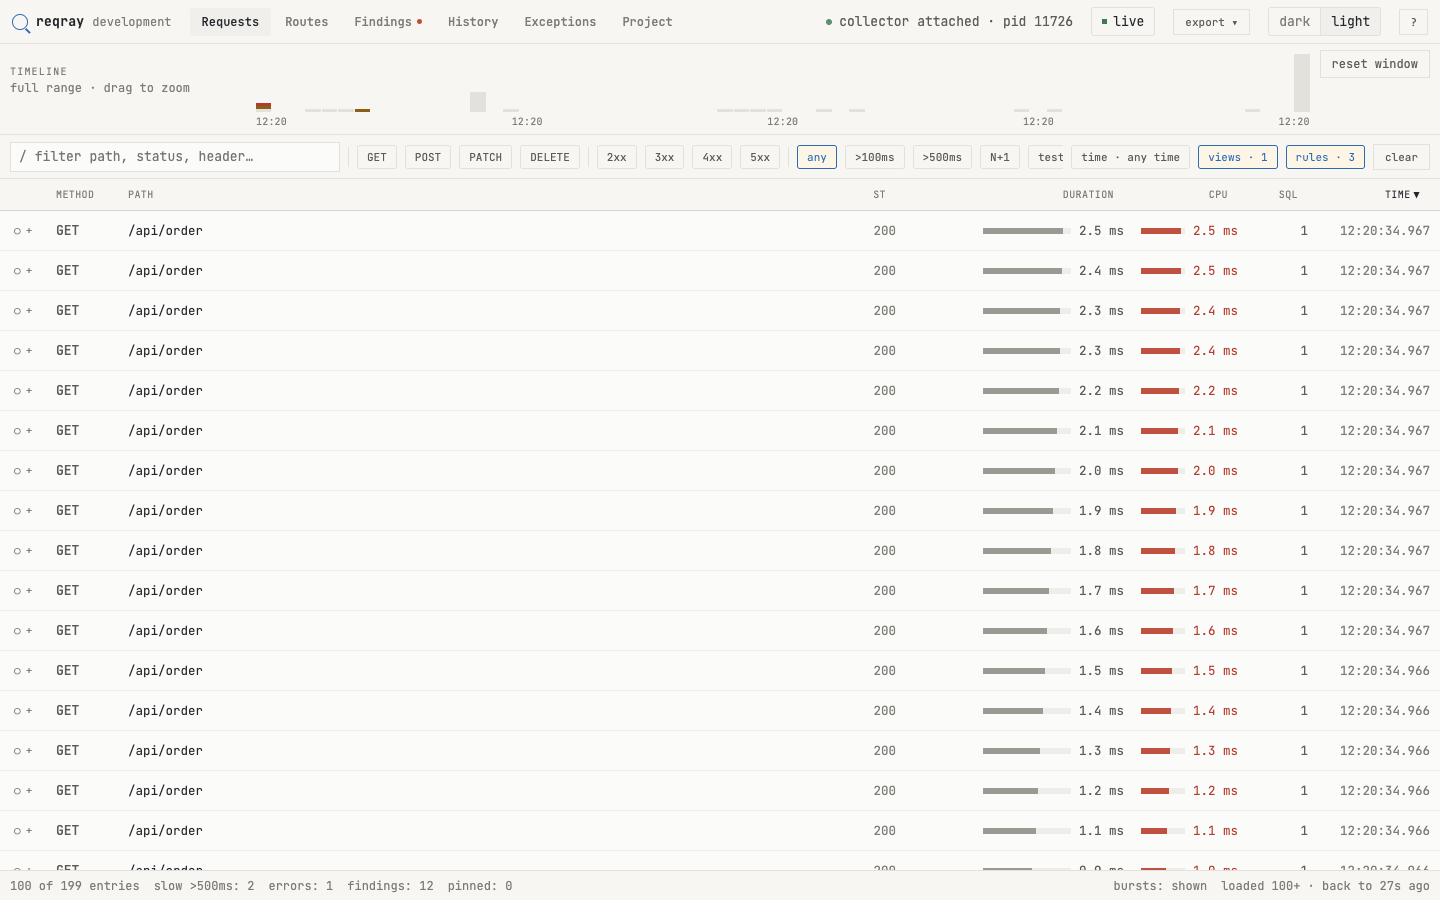 reqray development Requests Routes Findings History Exceptions Project collector attached · pid 11726 live export ▾ dark light ?
TIMELINE
full range · drag to zoom
reset window
12:20 12:20 12:20 12:20 12:20
/ filter path, status, header… GET POST PATCH DELETE 2xx 3xx 4xx 5xx any >100ms >500ms N+1 test time · any time views · 1 rules · 3 clear
METHOD PATH ST DURATION CPU SQL TIME ▼
+ GET /api/order 200 2.5 ms 2.5 ms 1 12:20:34.967
+ GET /api/order 200 2.4 ms 2.5 ms 1 12:20:34.967
+ GET /api/order 200 2.3 ms 2.4 ms 1 12:20:34.967
+ GET /api/order 200 2.3 ms 2.4 ms 1 12:20:34.967
+ GET /api/order 200 2.2 ms 2.2 ms 1 12:20:34.967
+ GET /api/order 200 2.1 ms 2.1 ms 1 12:20:34.967
+ GET /api/order 200 2.0 ms 2.0 ms 1 12:20:34.967
+ GET /api/order 200 1.9 ms 1.9 ms 1 12:20:34.967
+ GET /api/order 200 1.8 ms 1.8 ms 1 12:20:34.967
+ GET /api/order 200 1.7 ms 1.7 ms 1 12:20:34.967
+ GET /api/order 200 1.6 ms 1.6 ms 1 12:20:34.967
+ GET /api/order 200 1.5 ms 1.5 ms 1 12:20:34.966
+ GET /api/order 200 1.4 ms 1.4 ms 1 12:20:34.966
+ GET /api/order 200 1.3 ms 1.3 ms 1 12:20:34.966
+ GET /api/order 200 1.2 ms 1.2 ms 1 12:20:34.966
+ GET /api/order 200 1.1 ms 1.1 ms 1 12:20:34.966
100 of 199 entries slow >500ms: 2 errors: 1 findings: 12 pinned: 0 bursts: shown loaded 100+ · back to 27s ago